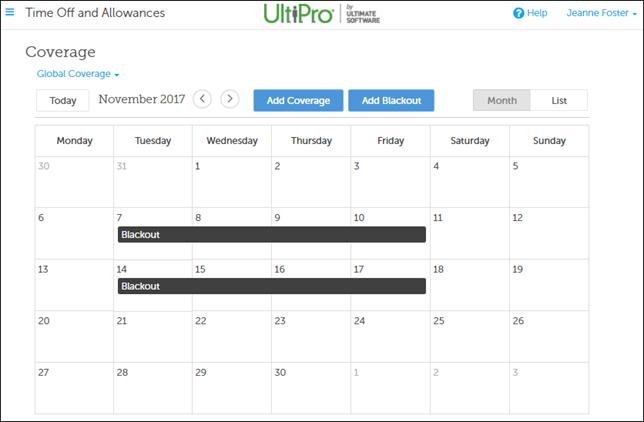 Time Off and Allowances
UltiPro
by
ULTIMATE
SOFTWARE
? Help
Jeanne Foster
Coverage
Global Coverage
Today
November 2017
Add Coverage
Add Blackout
Month
List
Monday Tuesday Wednesday Thursday Friday Saturday Sunday
30 31 1 2 3 4 5
6 7 8 9 10 11 12
Blackout
13 14 15 16 17 18 19
Blackout
20 21 22 23 24 25 26
27 28 29 30 1 2 3